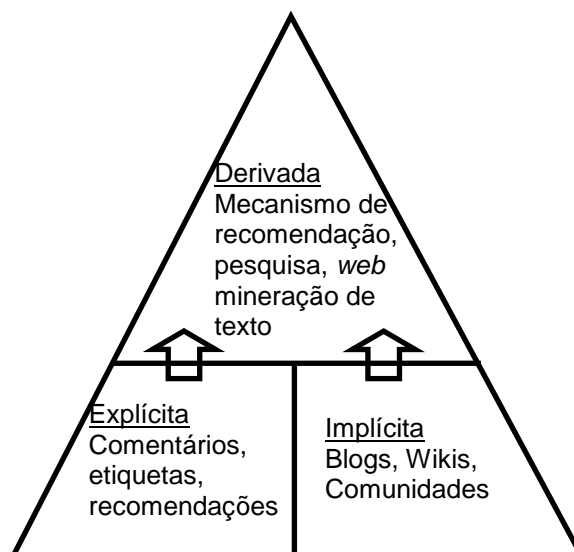 Derivada
Mecanismo de
recomendação,
pesquisa, web
mineração de
texto
Explícita
Comentários,
etiquetas,
recomendações
Implícita
Blogs, Wikis,
Comunidades